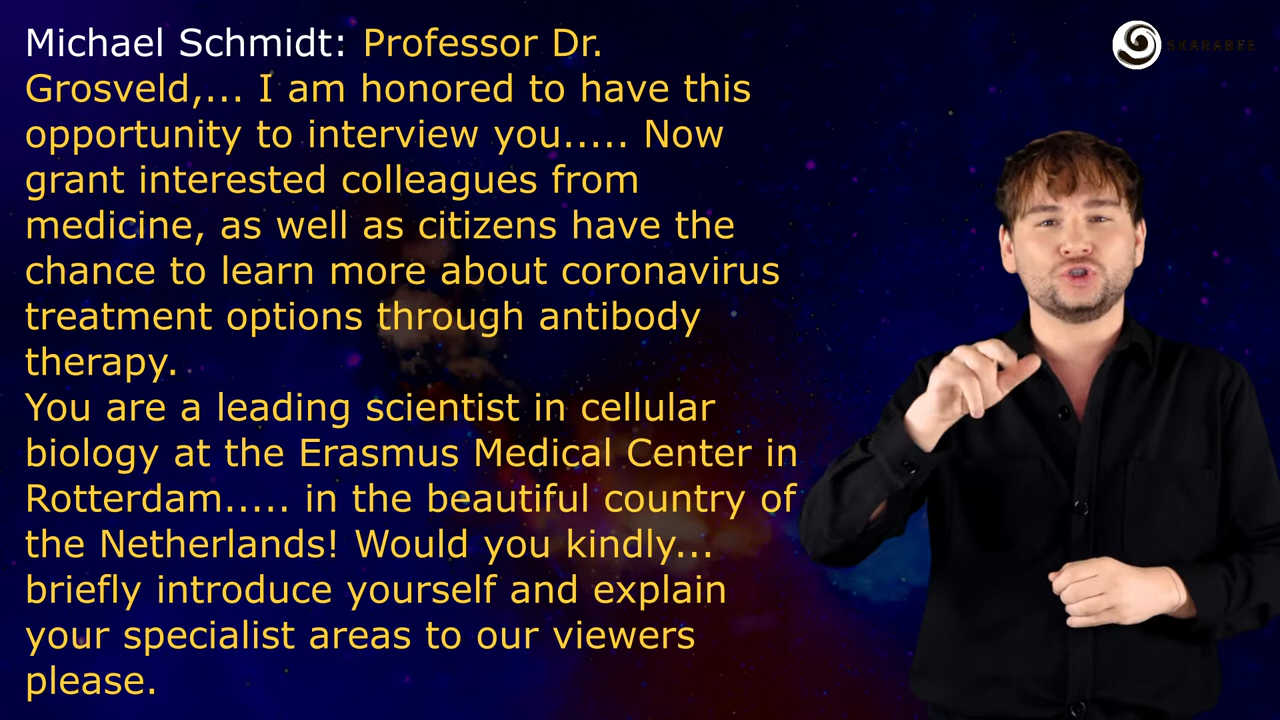 Michael Schmidt: Professor Dr.
Grosveld,... I am honored to have this
opportunity to interview you..... Now
grant interested colleagues from
medicine, as well as citizens have the
chance to learn more about coronavirus
treatment options through antibody
therapy.
You are a leading scientist in cellular
biology at the Erasmus Medical Center in
Rotterdam..... in the beautiful country of
the Netherlands! Would you kindly...
briefly introduce yourself and explain
your specialist areas to our viewers
please.
SKARABEE